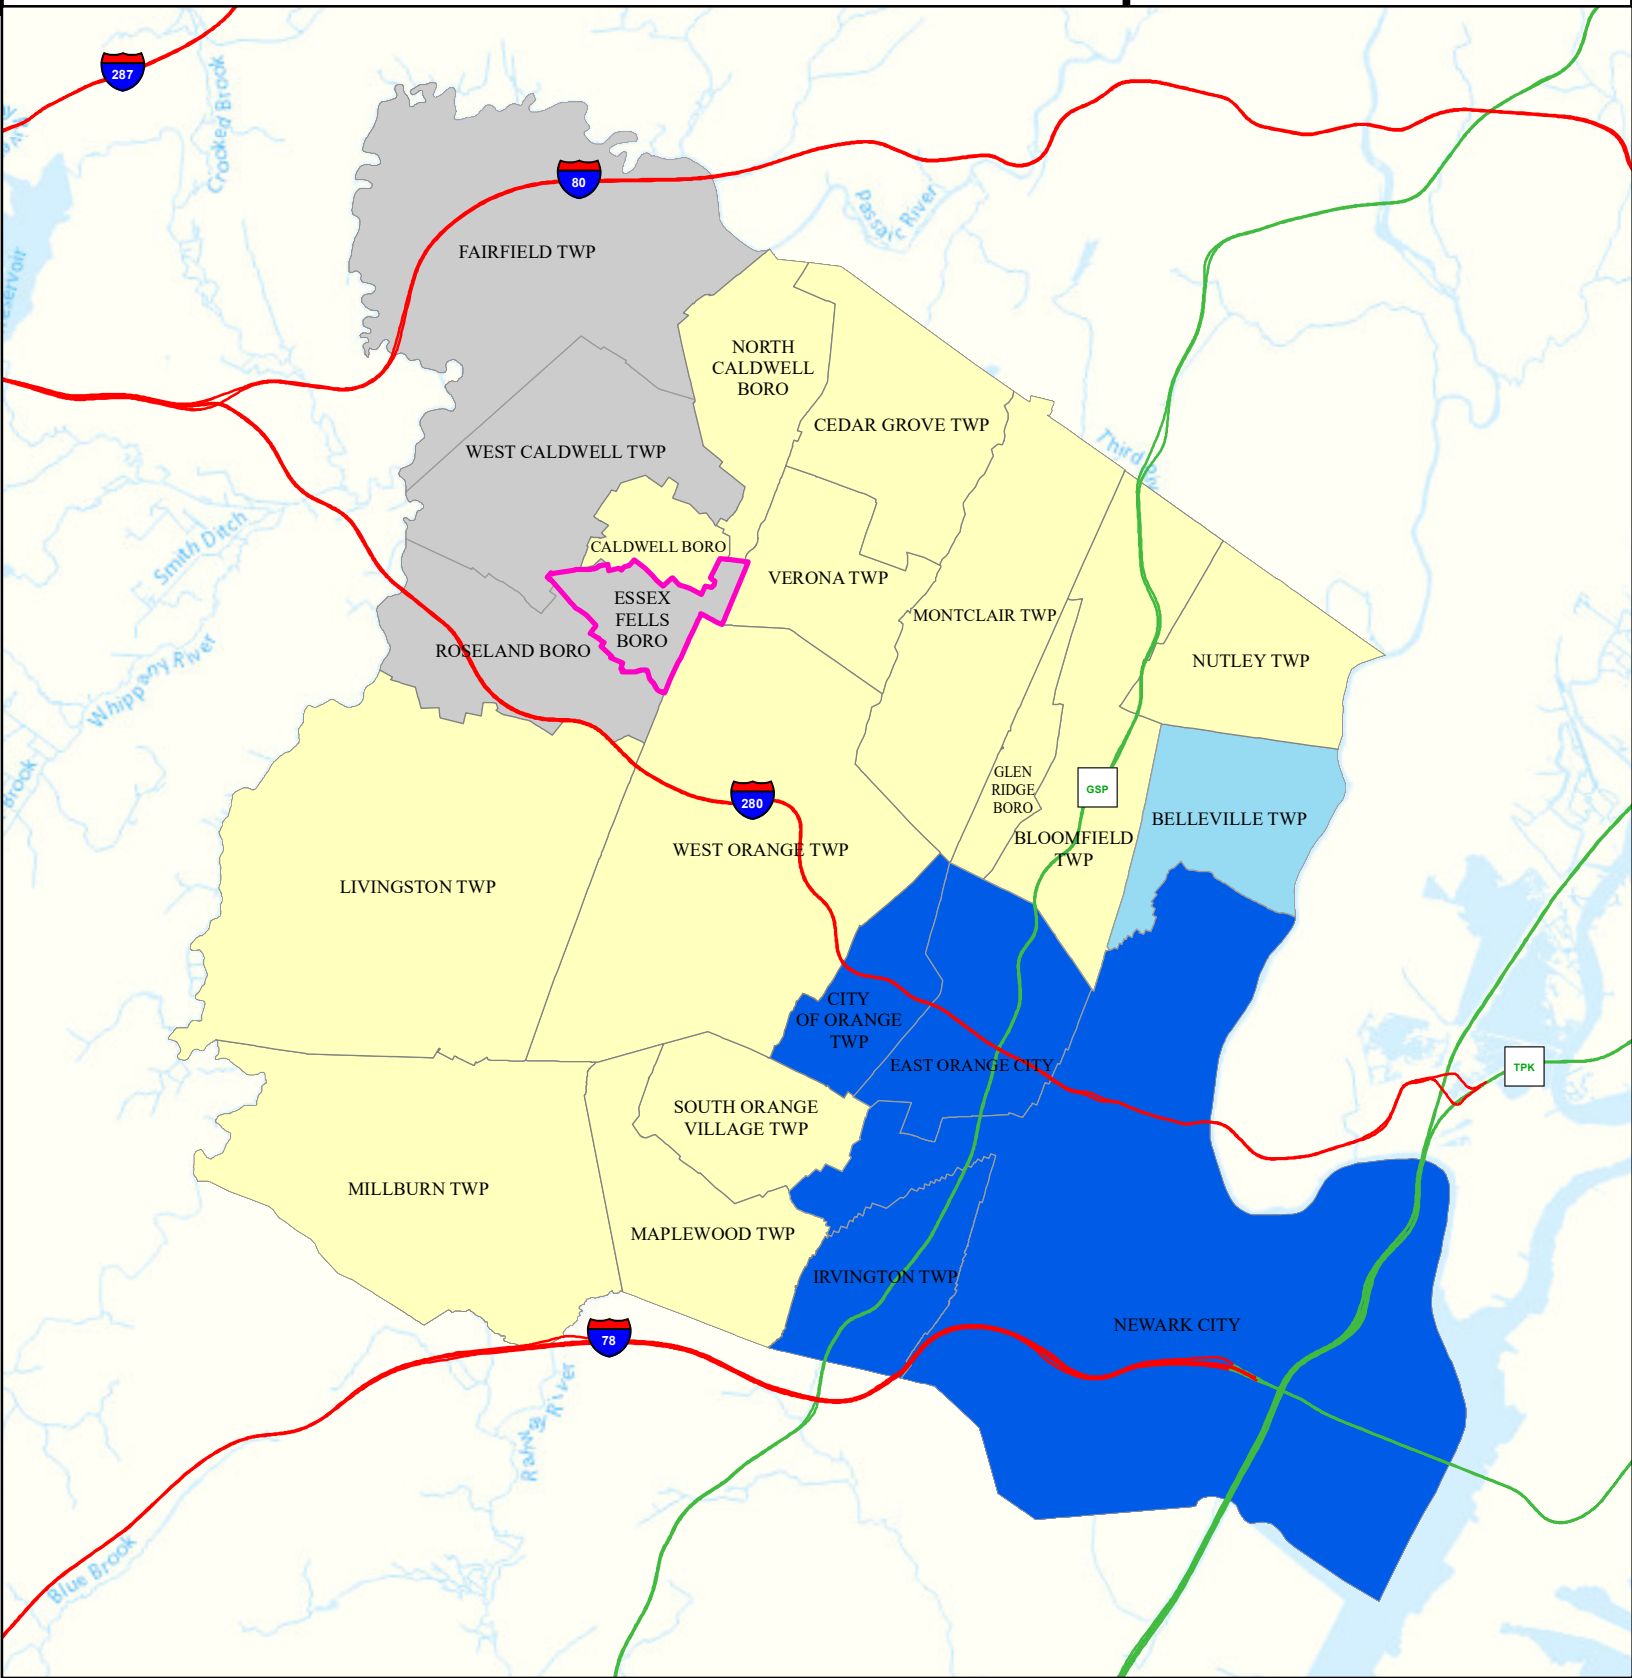 287
Crooked Brook
80
Passaic River
FAIRFIELD TWP
NORTH
CALDWELL
BORO
CEDAR GROVE TWP
WEST CALDWELL TWP
Smith Ditch
CALDWELL BORO
VERONA TWP
ESSEX
FELLS
BORO
MONTCLAIR TWP
ROSELAND BORO
NUTLEY TWP
Whippany River
Brook
GLEN
RIDGE
BORO
GSP
280
BELLEVILLE TWP
BLOOMFIELD
TWP
WEST ORANGE TWP
LIVINGSTON TWP
CITY
OF ORANGE
TWP
EAST ORANGE CITY
TPK
SOUTH ORANGE
VILLAGE TWP
MILLBURN TWP
MAPLEWOOD TWP
IRVINGTON TWP
NEWARK CITY
78
River
Blue Brook